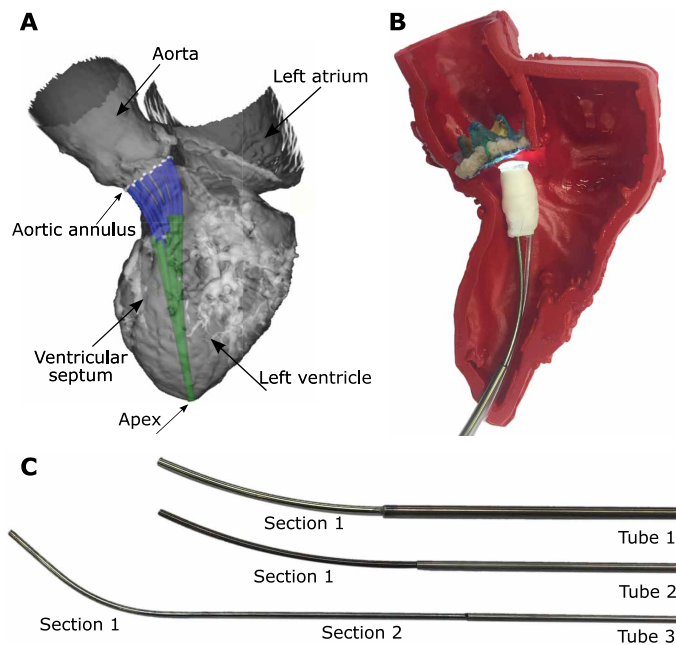 A
B
Aorta
Left atrium
Aortic annulus
Ventricular
septum
Left ventricle
Apex
C
Section 1
Tube 1
Section 1
Tube 2
Section 1
Section 2
Tube 3